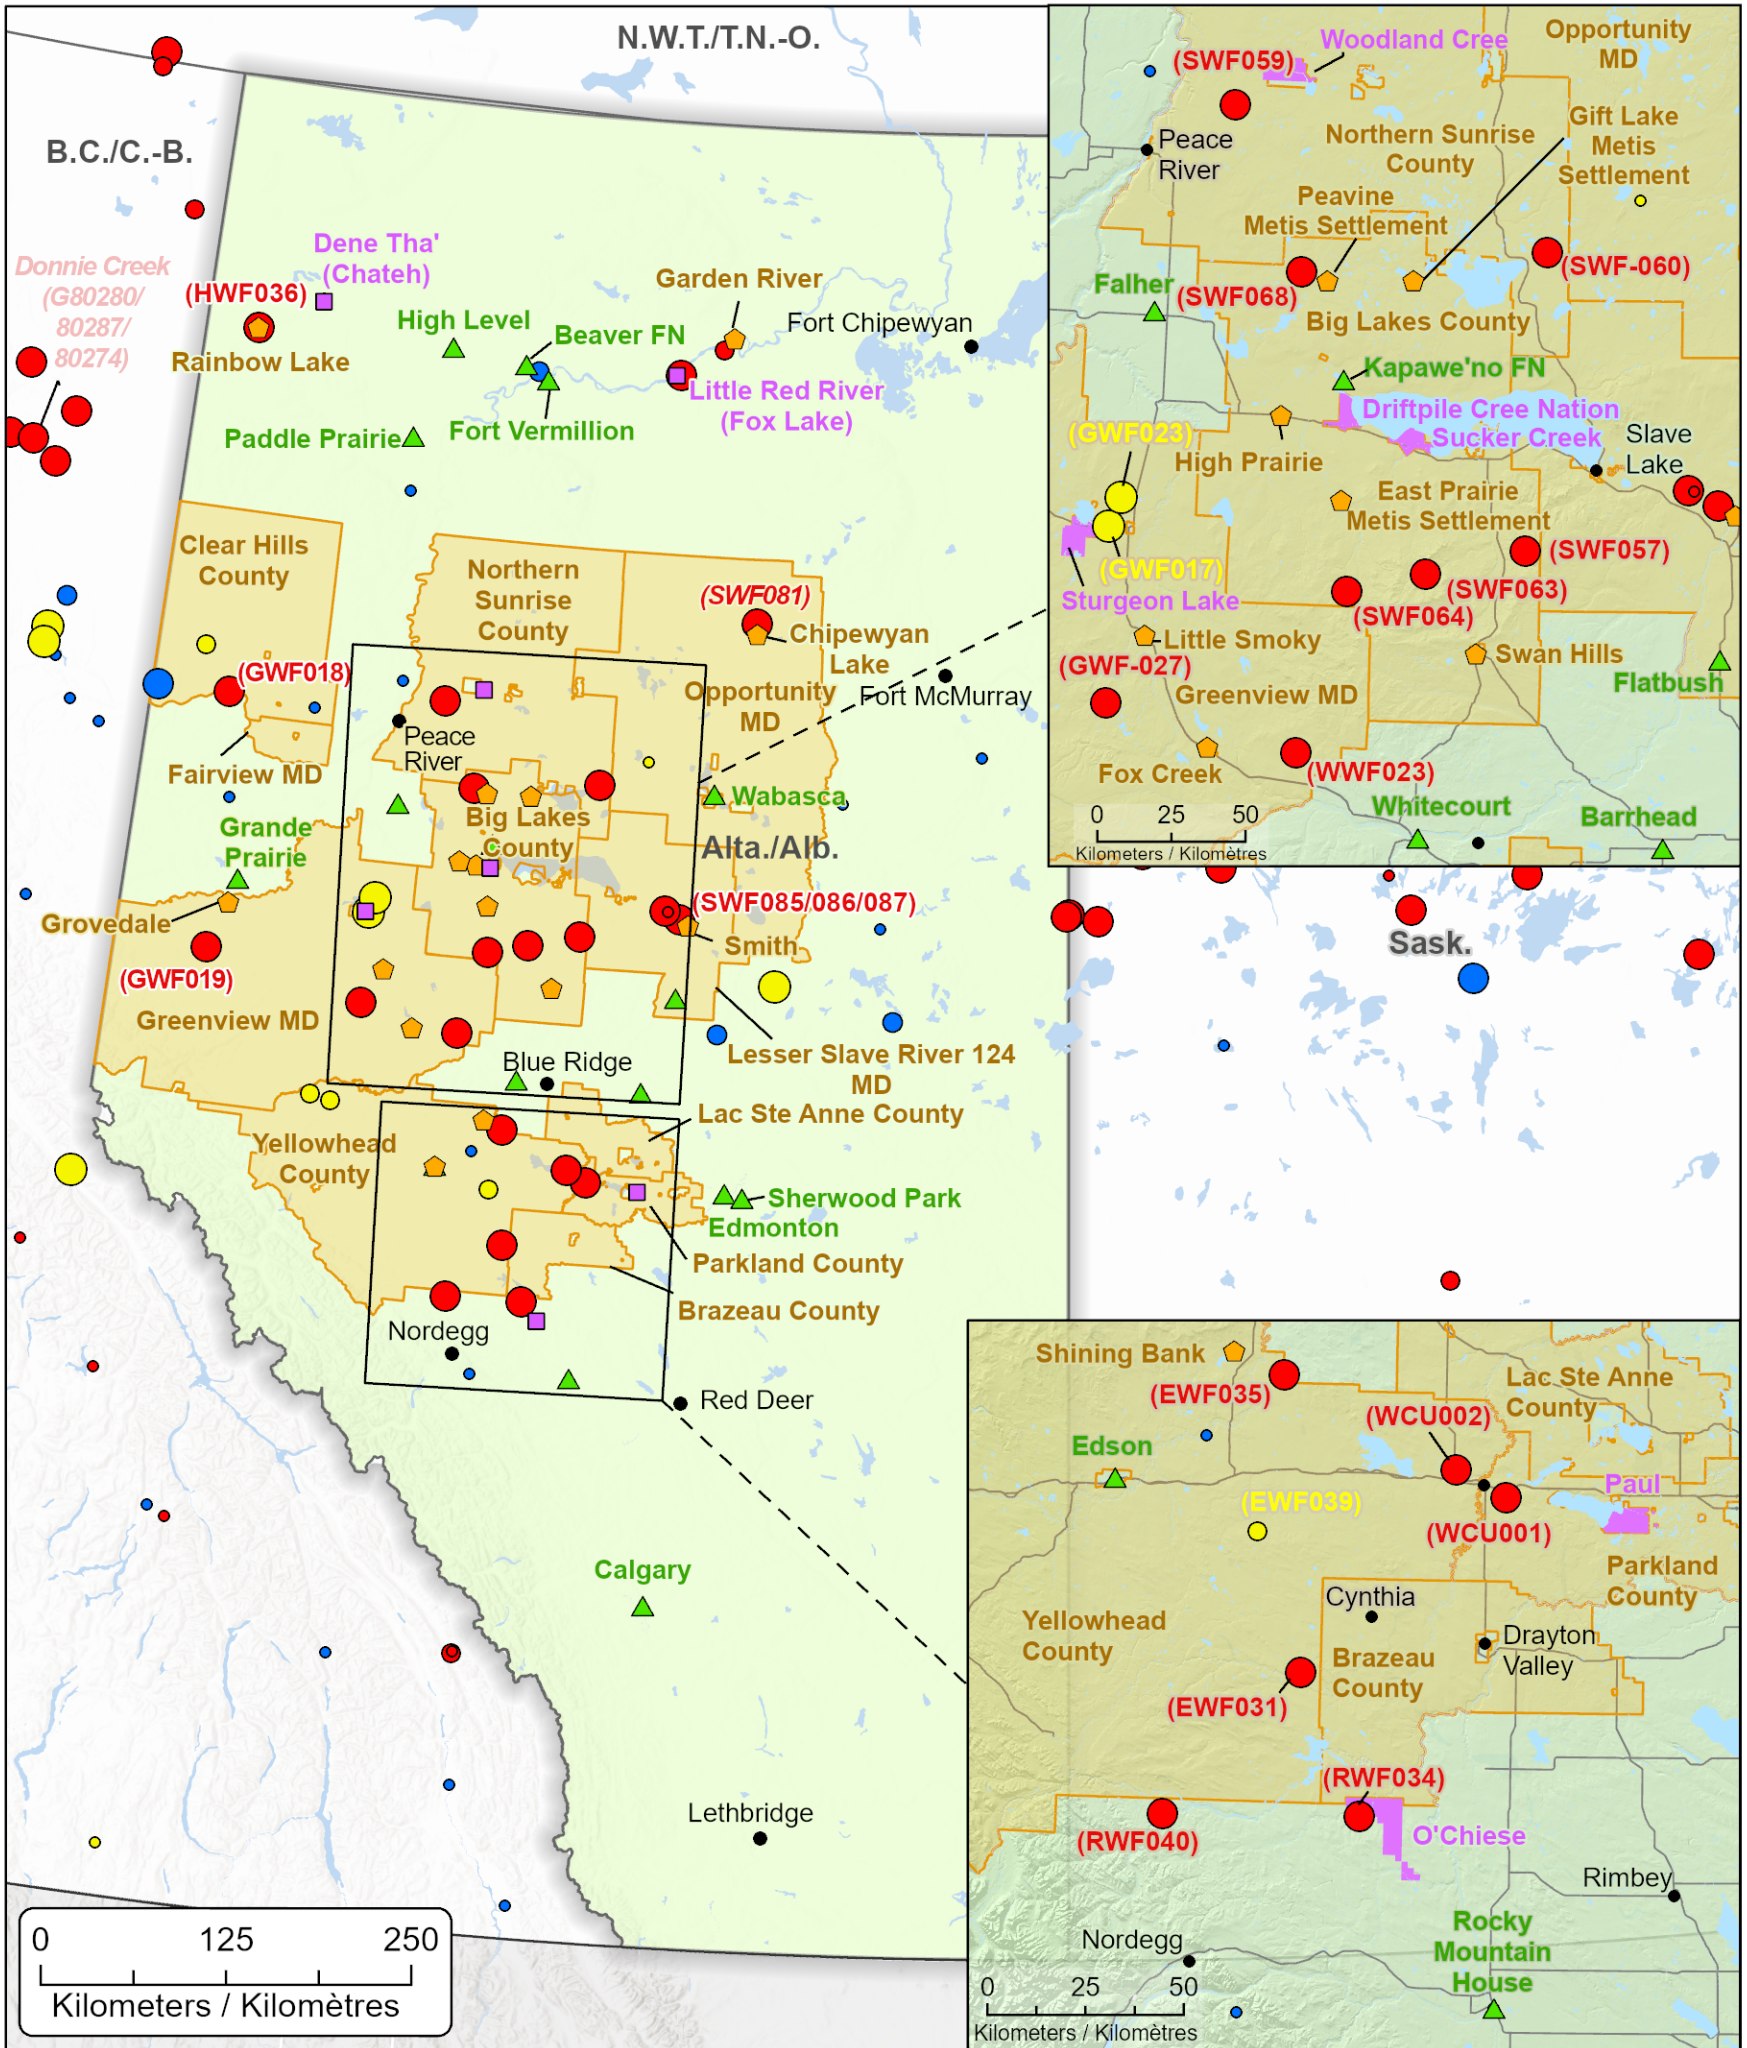 N.W.T./T.N.-O.
B.C./C.-B.
Donnie Creek
(G80280/
80287/
80274)
Dene Tha'
(Chateh)
(HWF036)
Rainbow Lake
High Level
Beaver FN
Garden River
Fort Chipewyan
Little Red River
(Fox Lake)
Paddle Prairie
Fort Vermillion
Clear Hills
County
Northern
Sunrise
County
(SWF081)
Chipewyan
Lake
(GWF018)
Opportunity
MD
Fort McMurray
Peace
River
Fairview MD
Wabasca
Big Lakes
County
Grande
Prairie
Alta./Alb.
Grovedale
(SWF085/086/087)
Smith
(GWF019)
Greenview MD
Lesser Slave River 124
MD
Blue Ridge
Lac Ste Anne County
Yellowhead
County
Sherwood Park
Edmonton
Parkland County
Brazeau County
Nordegg
Red Deer
Calgary
Lethbridge
0 125 250
Kilometers / Kilomètres
Sask.
Woodland Cree
Opportunity
MD
(SWF059)
Gift Lake
Metis
Settlement
Peace
River
Northern Sunrise
County
Peavine
Metis Settlement
(SWF-060)
Falher
(SWF068)
Big Lakes County
Kapawe'no FN
Driftpile Cree Nation
Sucker Creek
Slave
Lake
(GWF023)
High Prairie
East Prairie
Metis Settlement
(SWF057)
(GWF017)
Sturgeon Lake
(SWF063)
(SWF064)
Little Smoky
Swan Hills
(GWF-027)
Greenview MD
Flatbush
Fox Creek
(WWF023)
Whitecourt
Barrhead
0 25 50
Kilometers / Kilomètres
Shining Bank
(EWF035)
Lac Ste Anne
County
(WCU002)
Edson
Paul
(EWF039)
(WCU001)
Parkland
County
Cynthia
Yellowhead
County
Drayton
Valley
Brazeau
County
(EWF031)
(RWF034)
(RWF040)
O'Chiese
Rimbey
Rocky
Mountain
House
Nordegg
0 25 50
Kilometers / Kilomètres